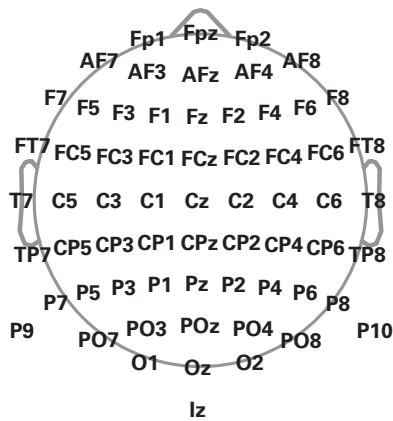 Fp1 Fpz Fp2
AF7 AF3 AFz AF4 AF8
F7 F5 F3 F1 Fz F2 F4 F6 F8
FT7 FC5 FC3 FC1 FCz FC2 FC4 FC6 FT8
T7 C5 C3 C1 Cz C2 C4 C6 T8
TP7 CP5 CP3 CP1 CPz CP2 CP4 CP6 TP8
P7 P5 P3 P1 Pz P2 P4 P6 P8
P9 PO7 PO3 POz PO4 PO8 P10
O1 Oz O2
Iz